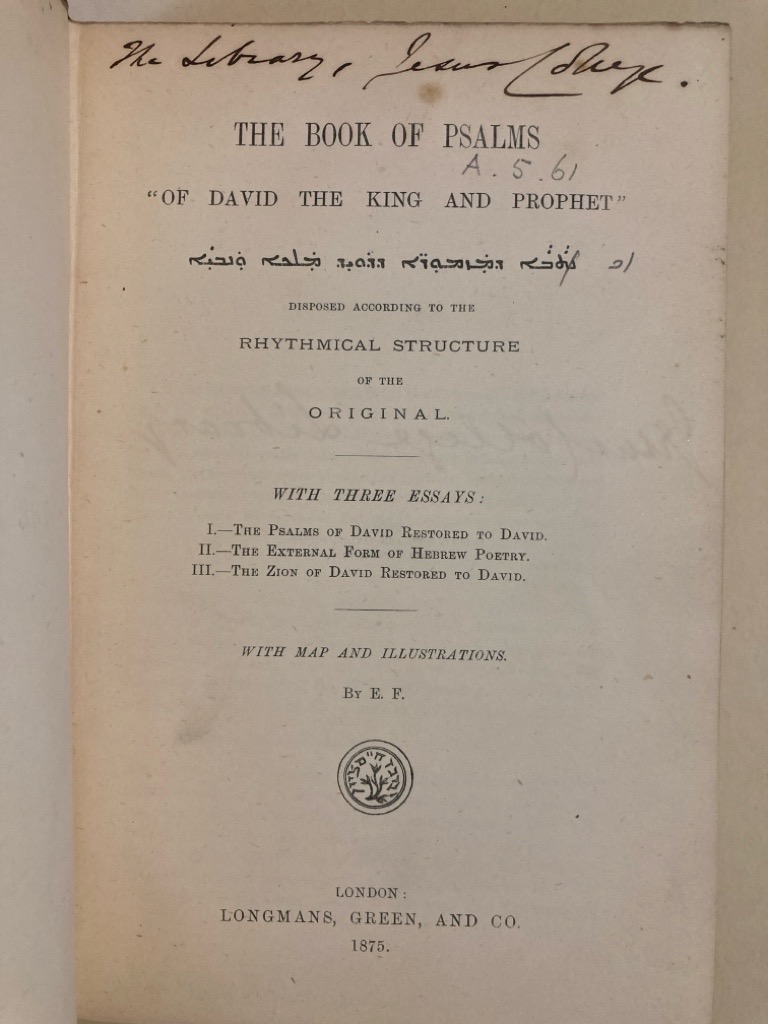 The Library, Jesus College.
THE BOOK OF PSALMS
A. 5. 61
"OF DAVID THE KING AND PROPHET"
ܕܡܙܡܘܪ̈ܐ ܕܕܘܝܕ ܡܠܟܐ ܘܢܒܝܐ
DISPOSED ACCORDING TO THE
RHYTHMICAL STRUCTURE
OF THE
ORIGINAL.
WITH THREE ESSAYS:
I.—THE PSALMS OF DAVID RESTORED TO DAVID.
II.—THE EXTERNAL FORM OF HEBREW POETRY.
III.—THE ZION OF DAVID RESTORED TO DAVID.
WITH MAP AND ILLUSTRATIONS.
BY E. F.
LONDON:
LONGMANS, GREEN, AND CO.
1875.